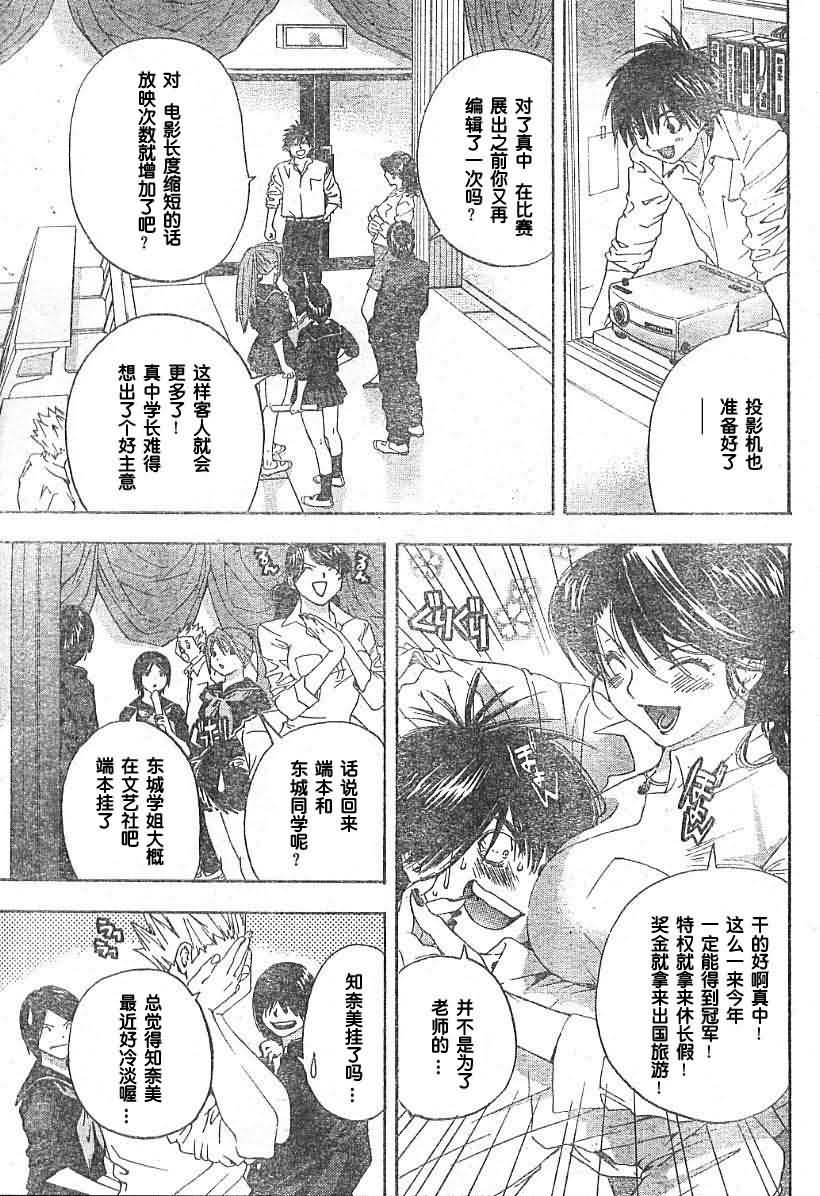 投影机也
准备好了
——
对了真中 在比赛
展出之前你又再
编辑了一次吗？
对 电影长度缩短的话
放映次数就增加了吧？
这样客人就会
更多了！
真中学长难得
想出了个好主意
ぐりぐり
干的好啊真中！
这么一来今年
一定能得到冠军！
特权就拿来休长假！
奖金就拿来出国旅游！
并不是为了
老师的…
るんるん
话说回来
端本和
东城同学呢？
东城学姐大概
在文艺社吧
端本挂了
知奈美挂了吗…
总觉得知奈美
最近好冷淡喔…